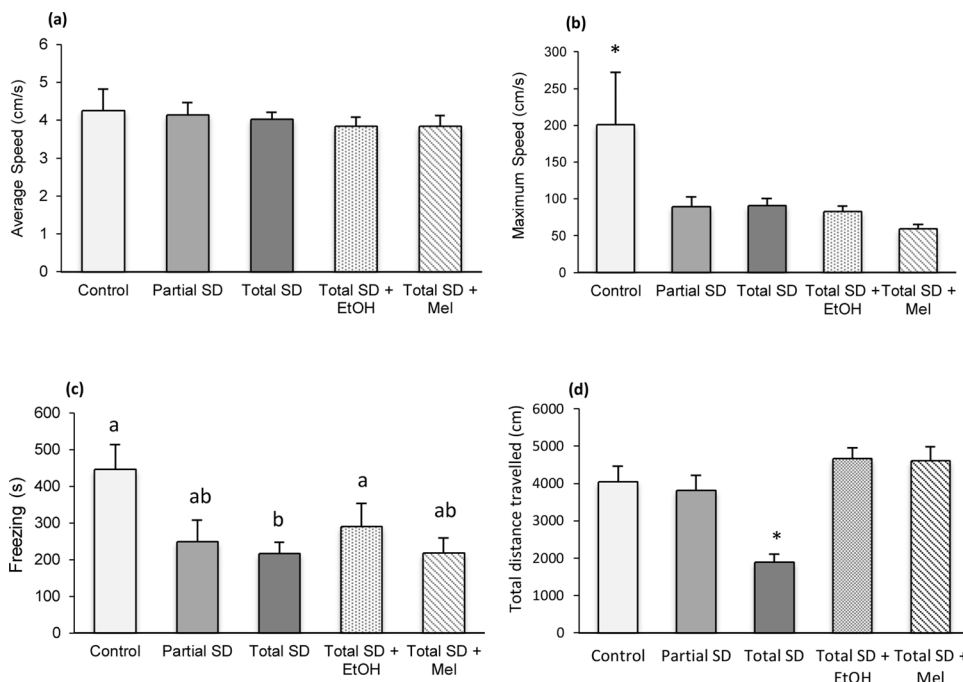 (a)
Average Speed (cm/s)
6
5
4
3
2
1
0
Control Partial SD Total SD Total SD + Total SD +
EtOH Mel
(b)
Maximum Speed (cm/s)
300
250
200
150
100
50
0
*
Control Partial SD Total SD Total SD + Total SD +
EtOH Mel
(c)
Freezing (s)
600
500
400
300
200
100
0
a
ab
b
a
ab
Control Partial SD Total SD Total SD + Total SD +
EtOH Mel
(d)
Total distance travelled (cm)
6000
5000
4000
3000
2000
1000
0
*
Control Partial SD Total SD Total SD + Total SD +
EtOH Mel